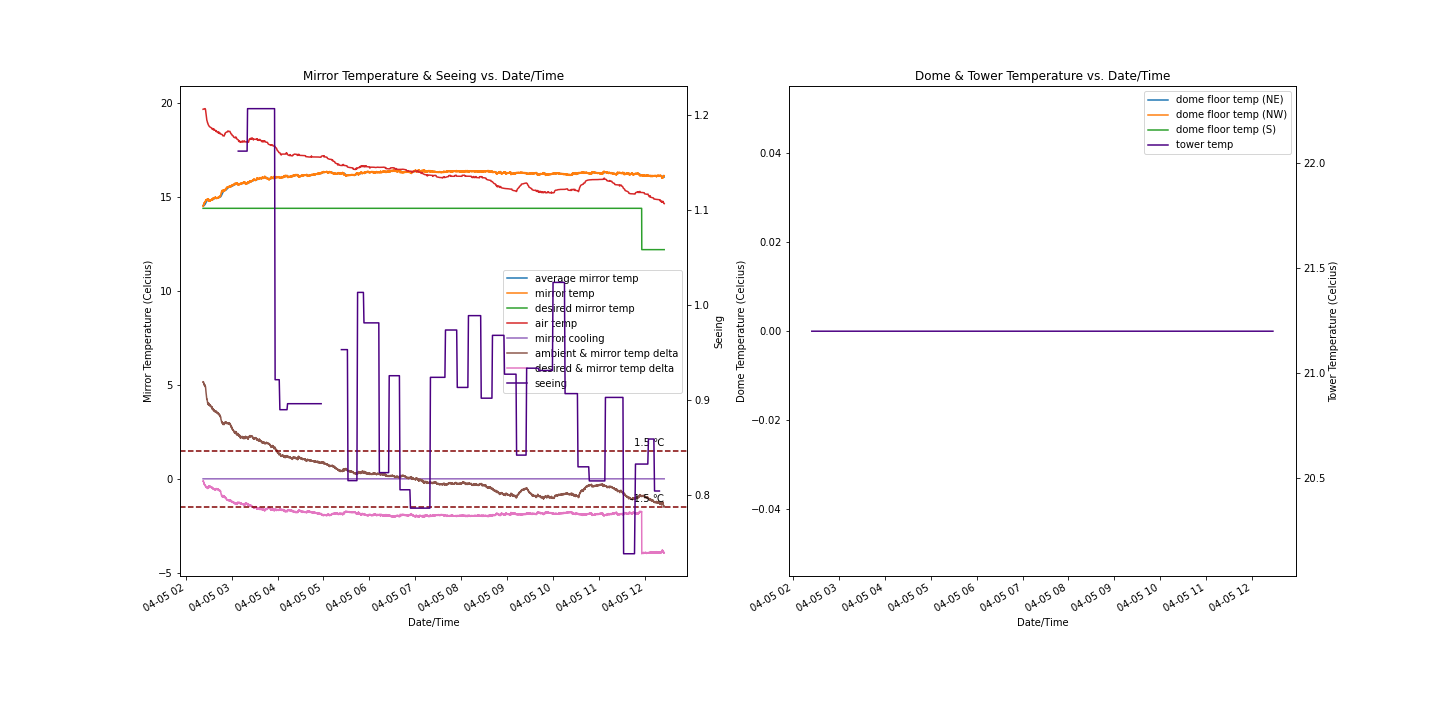 Mirror Temperature & Seeing vs. Date/Time
20
15
10
5
0
−5
Mirror Temperature (Celcius)
1.2
1.1
1.0
0.9
0.8
Seeing
average mirror temp
mirror temp
desired mirror temp
air temp
mirror cooling
ambient & mirror temp delta
desired & mirror temp delta
seeing
1.5 °C
-1.5 °C
04-05 02
04-05 03
04-05 04
04-05 05
04-05 06
04-05 07
04-05 08
04-05 09
04-05 10
04-05 11
04-05 12
Date/Time
Dome & Tower Temperature vs. Date/Time
0.04
0.02
0.00
−0.02
−0.04
Dome Temperature (Celcius)
22.0
21.5
21.0
20.5
Tower Temperature (Celcius)
dome floor temp (NE)
dome floor temp (NW)
dome floor temp (S)
tower temp
04-05 02
04-05 03
04-05 04
04-05 05
04-05 06
04-05 07
04-05 08
04-05 09
04-05 10
04-05 11
04-05 12
Date/Time